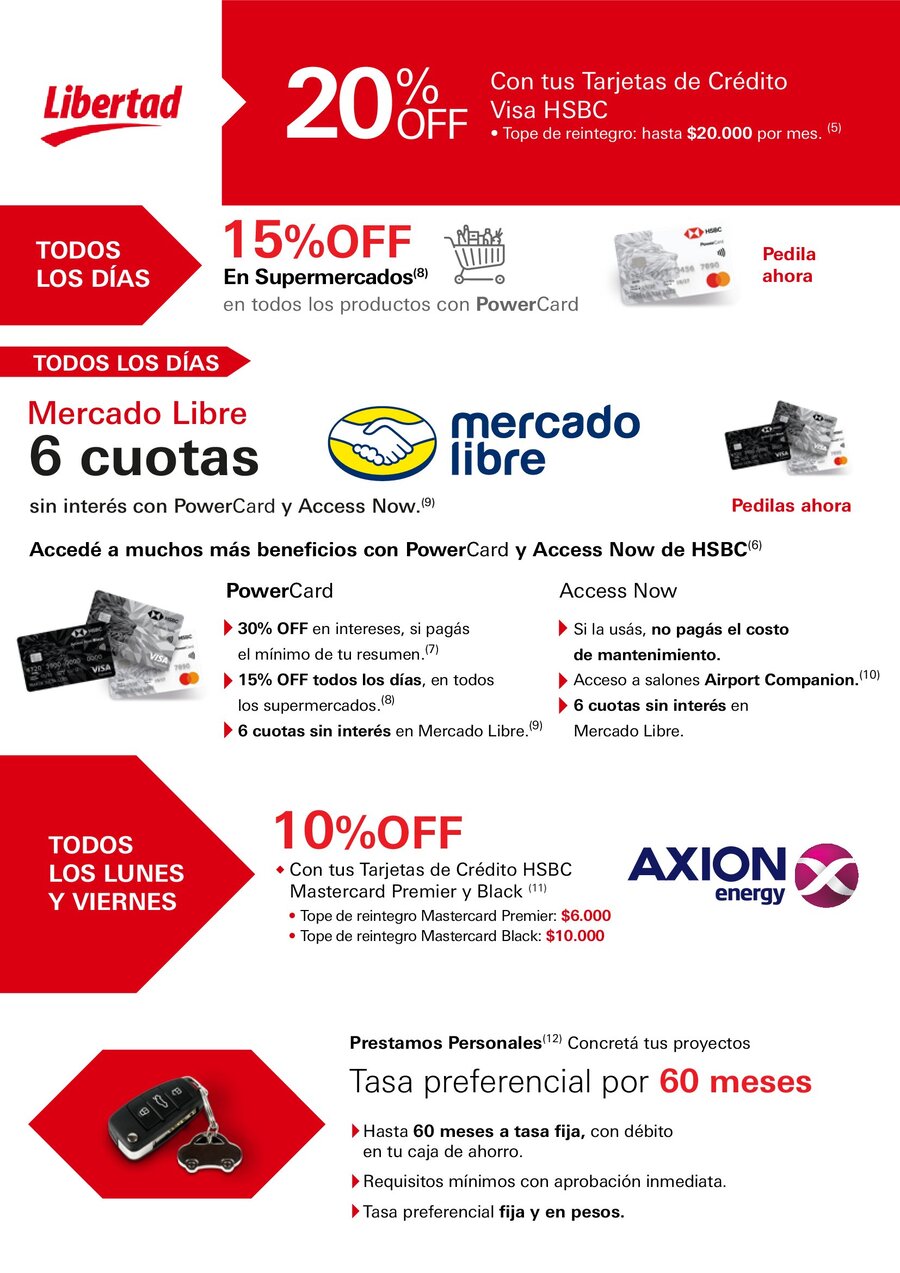 Libertad
20% OFF
Con tus Tarjetas de Crédito
Visa HSBC
• Tope de reintegro: hasta $20.000 por mes. (5)
TODOS
LOS DÍAS
15%OFF
En Supermercados(8)
en todos los productos con PowerCard
HSBC
PowerCard
Pedila
ahora
TODOS LOS DÍAS
Mercado Libre
6 cuotas
sin interés con PowerCard y Access Now.(9)
mercado
libre
Pedilas ahora
Accedé a muchos más beneficios con PowerCard y Access Now de HSBC(6)
HSBC
HSBC
VISA
VISA
PowerCard
30% OFF en intereses, si pagás
el mínimo de tu resumen.(7)
15% OFF todos los días, en todos
los supermercados.(8)
6 cuotas sin interés en Mercado Libre.(9)
Access Now
Si la usás, no pagás el costo
de mantenimiento.
Acceso a salones Airport Companion.(10)
6 cuotas sin interés en
Mercado Libre.
TODOS
LOS LUNES
Y VIERNES
10%OFF
Con tus Tarjetas de Crédito HSBC
Mastercard Premier y Black (11)
• Tope de reintegro Mastercard Premier: $6.000
• Tope de reintegro Mastercard Black: $10.000
AXION
energy
Prestamos Personales(12) Concretá tus proyectos
Tasa preferencial por 60 meses
Hasta 60 meses a tasa fija, con débito
en tu caja de ahorro.
Requisitos mínimos con aprobación inmediata.
Tasa preferencial fija y en pesos.